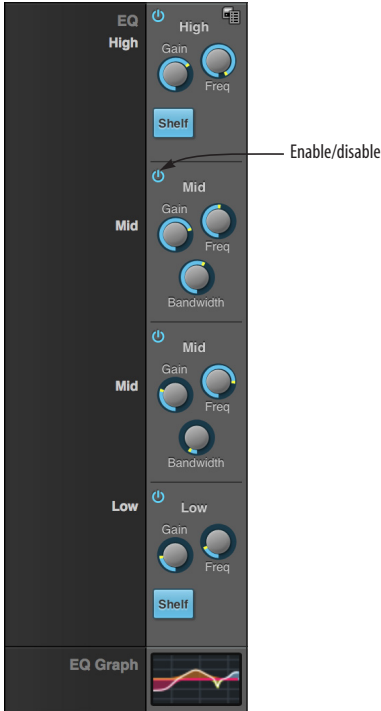 EQ
High
High
Gain
Freq
Shelf
Enable/disable
Mid
Mid
Gain
Freq
Bandwidth
Mid
Mid
Gain
Freq
Bandwidth
Low
Low
Gain
Freq
Shelf
EQ Graph